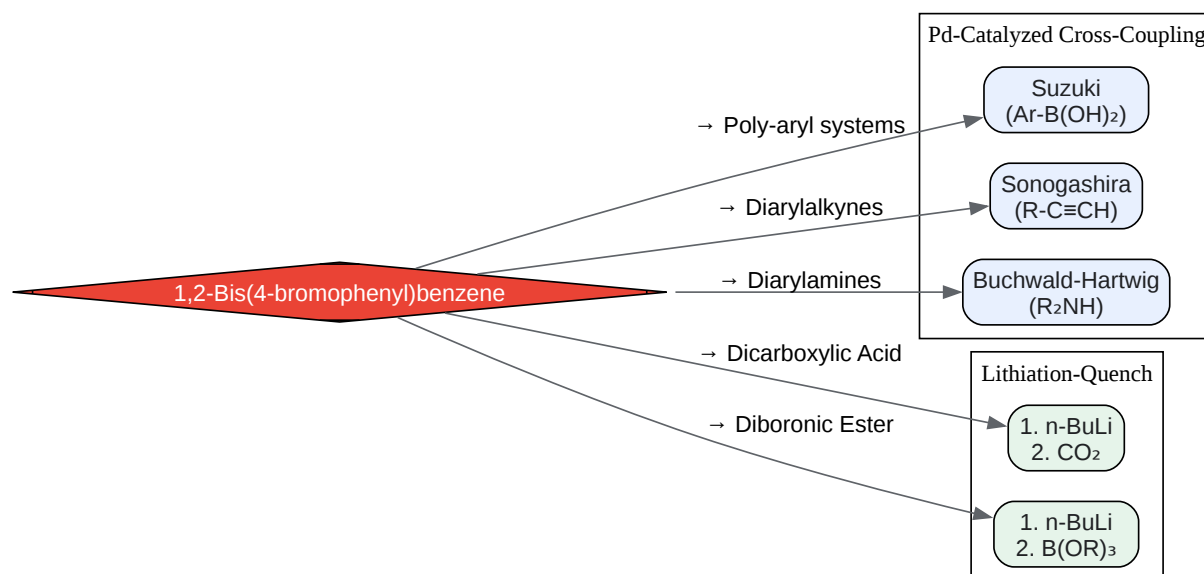 Pd-Catalyzed Cross-Coupling
Suzuki
(Ar-B(OH)₂)
→ Poly-aryl systems
Sonogashira
(R-C≡CH)
→ Diarylalkynes
Buchwald-Hartwig
(R₂NH)
→ Diarylamines
1,2-Bis(4-bromophenyl)benzene
→ Dicarboxylic Acid
Lithiation-Quench
1. n-BuLi
2. CO₂
→ Diboronic Ester
1. n-BuLi
2. B(OR)₃